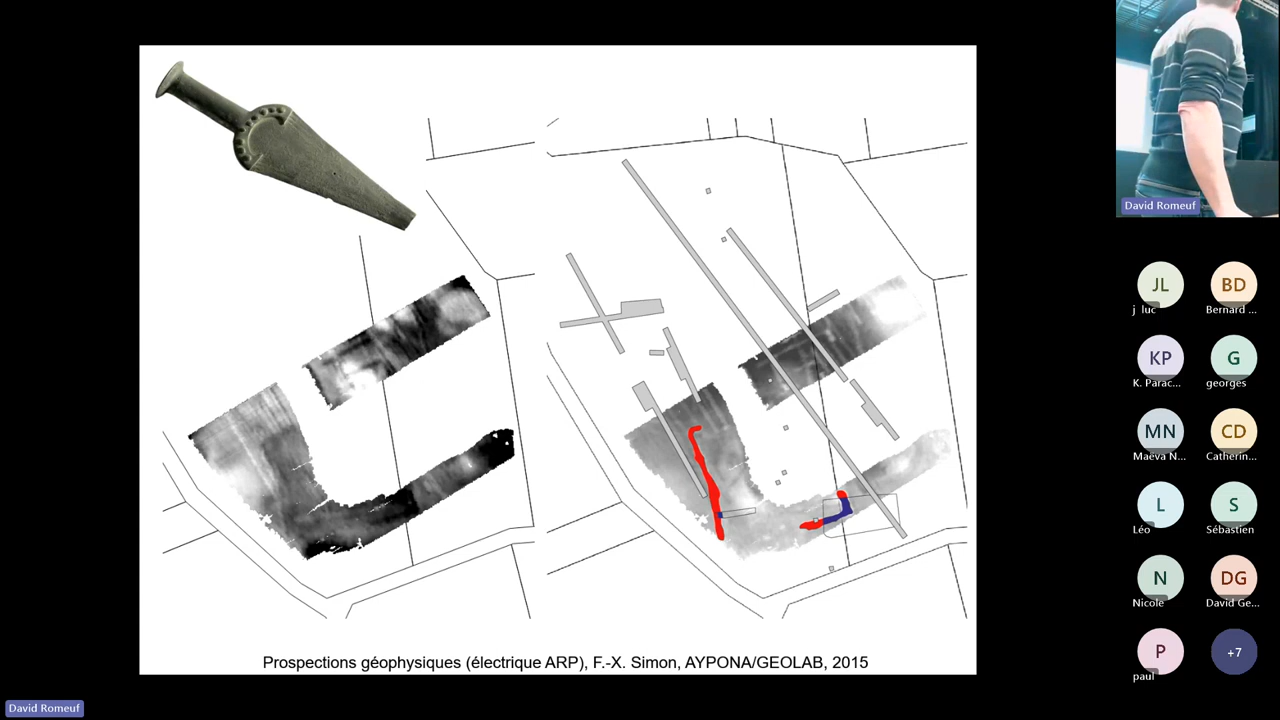 David Romeuf
JL
BD
j luc
Bernard ...
KP
G
K. Parac...
georges
MN
CD
Maëva N...
Catherin...
L
S
Léo
Sébastien
N
DG
Nicole
David Ge...
P
+7
paul
Prospections géophysiques (électrique ARP), F.-X. Simon, AYPONA/GEOLAB, 2015
David Romeuf